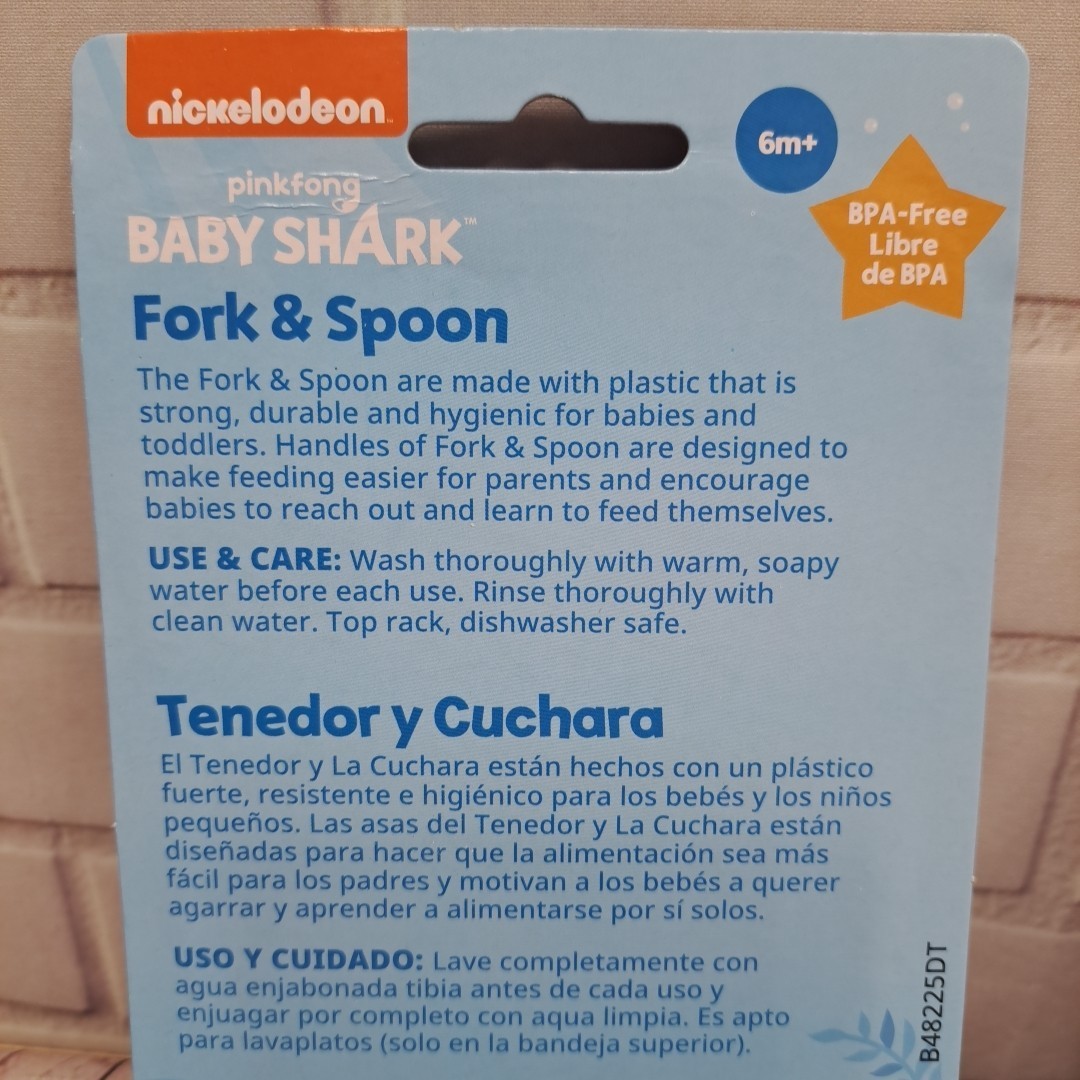 nickelodeon
6m+
pinkfong
BABY SHARK™
BPA-Free
Libre
de BPA
Fork & Spoon
The Fork & Spoon are made with plastic that is
strong, durable and hygienic for babies and
toddlers. Handles of Fork & Spoon are designed to
make feeding easier for parents and encourage
babies to reach out and learn to feed themselves.
USE & CARE: Wash thoroughly with warm, soapy
water before each use. Rinse thoroughly with
clean water. Top rack, dishwasher safe.
Tenedor y Cuchara
El Tenedor y La Cuchara están hechos con un plástico
fuerte, resistente e higiénico para los bebés y los niños
pequeños. Las asas del Tenedor y La Cuchara están
diseñadas para hacer que la alimentación sea más
fácil para los padres y motivan a los bebés a querer
agarrar y aprender a alimentarse por sí solos.
USO Y CUIDADO: Lave completamente con
agua enjabonada tibia antes de cada uso y
enjuagar por completo con aqua limpia. Es apto
para lavaplatos (solo en la bandeja superior).
B48225DT